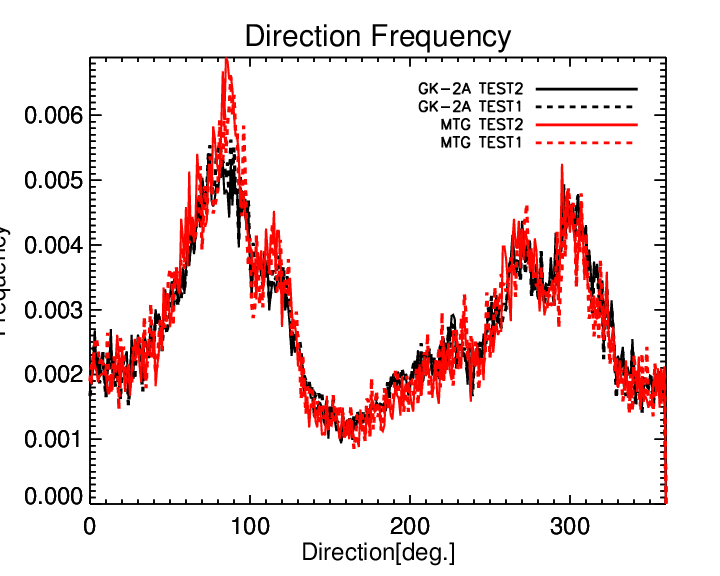 Direction Frequency
GK-2A TEST2
GK-2A TEST1
MTG TEST2
MTG TEST1
0.006
0.005
0.004
0.003
0.002
0.001
0.000
0 100 200 300
Direction[deg.]